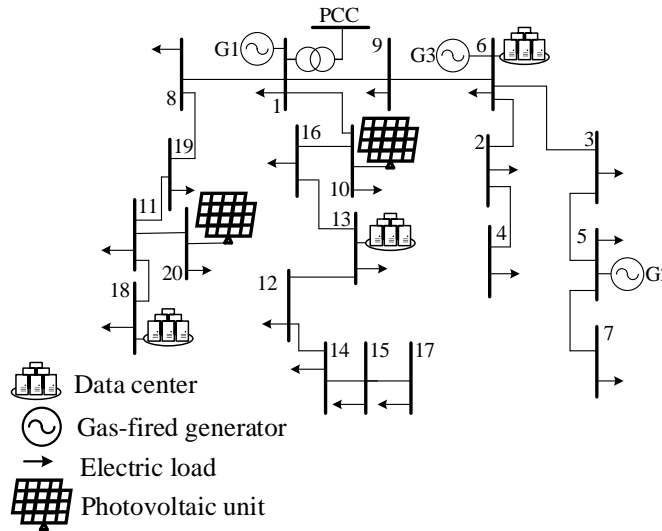 PCC
G1
9
G3
6
8
1
16
2
3
19
10
11
13
4
5
20
G
18
12
7
14
15
17
Data center
Gas-fired generator
Electric load
Photovoltaic unit